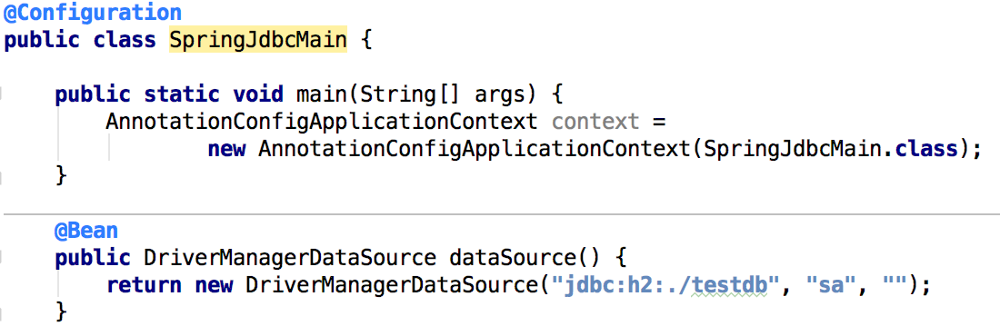 @Configuration
public class SpringJdbcMain {
public static void main(String[] args) {
AnnotationConfigApplicationContext context =
new AnnotationConfigApplicationContext(SpringJdbcMain.class);
}
@Bean
public DriverManagerDataSource dataSource() {
return new DriverManagerDataSource("jdbc:h2:./testdb", "sa", "");
}